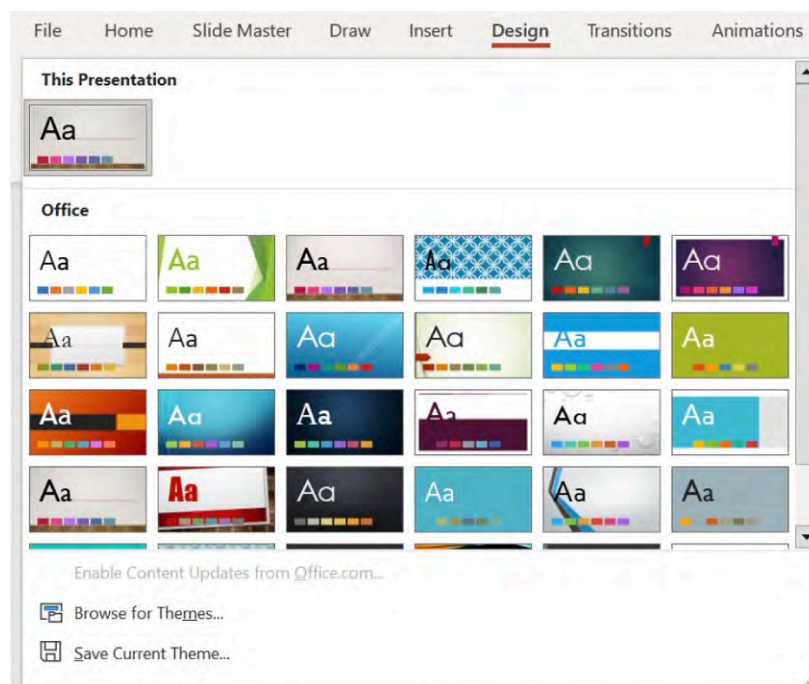 File Home Slide Master Draw Insert Design Transitions Animations
This Presentation
Aa
Office
Aa Aa Aa Aa Aa Aa
Aa Aa Aa Aa Aa Aa
Aa Aa Aa Aa Aa Aa
Aa Aa Aa Aa Aa Aa
Enable Content Updates from Office.com...
Browse for Themes...
Save Current Theme...